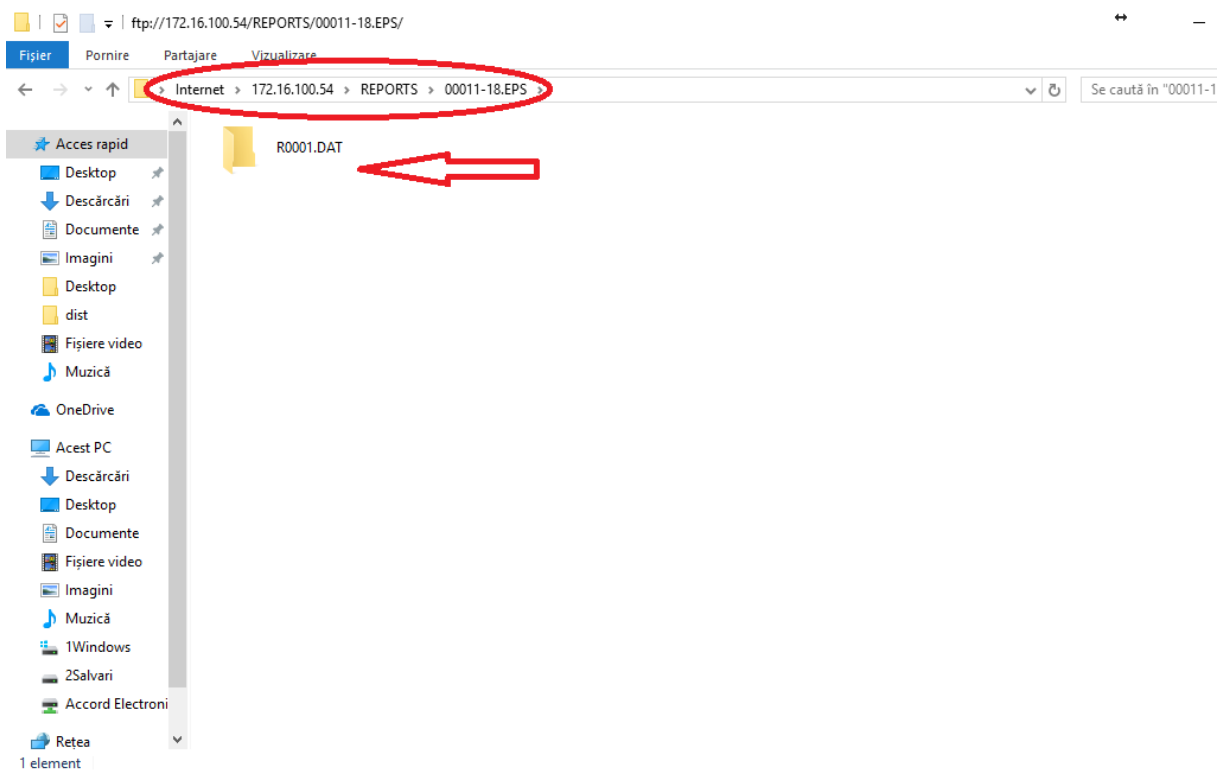 ftp://172.16.100.54/REPORTS/00011-18.EPS/
Fișier Pornire Partajare Vizualizare
Internet > 172.16.100.54 > REPORTS > 00011-18.EPS >
Se caută în "00011-1
Acces rapid
Desktop
Descărcări
Documente
Imagini
Desktop
dist
Fișiere video
Muzică
OneDrive
Acest PC
Descărcări
Desktop
Documente
Fișiere video
Imagini
Muzică
1Windows
2Salvari
Accord Electroni
Rețea
1 element
R0001.DAT